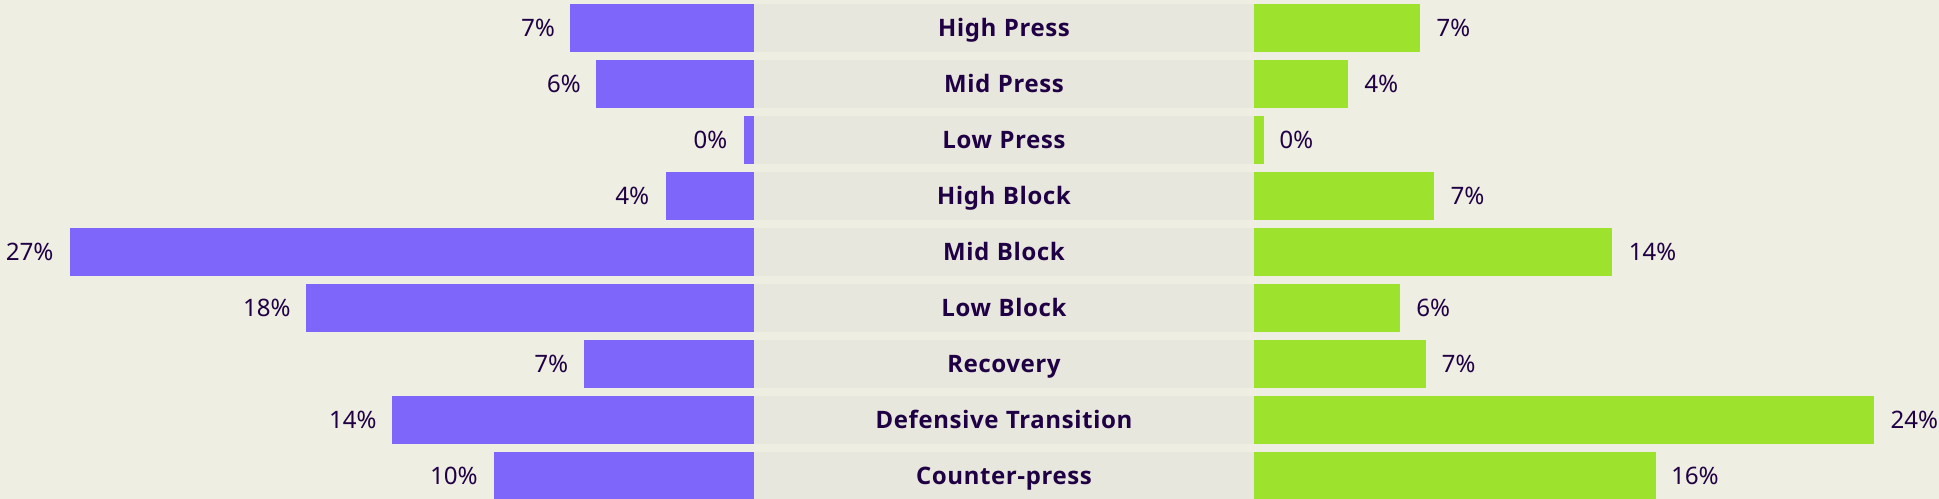 7% High Press 7%
6% Mid Press 4%
0% Low Press 0%
4% High Block 7%
27% Mid Block 14%
18% Low Block 6%
7% Recovery 7%
14% Defensive Transition 24%
10% Counter-press 16%